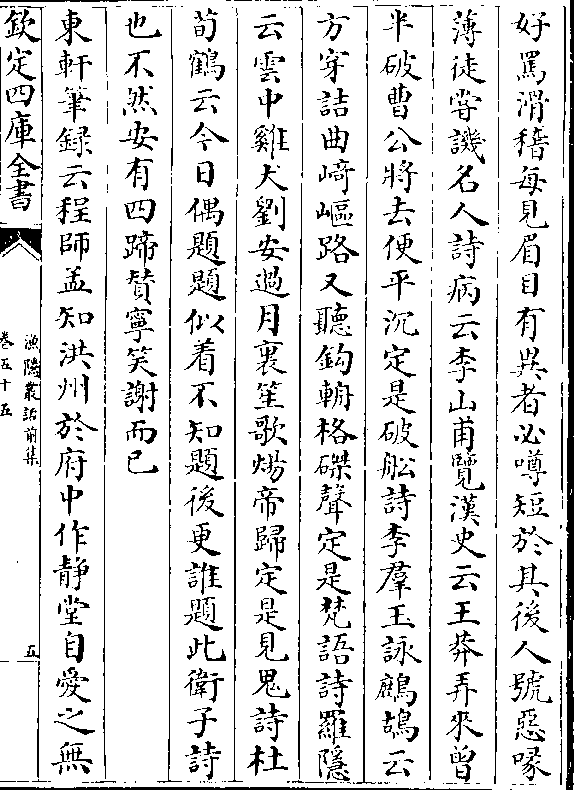 好罵滑稽每見眉目有異者必噂短於其後人號惡喙
薄徒嘗譏名人詩病云李山甫覽漢史云王莽弄來曾
半破曹公將去便平沉定是破舩詩李羣玉詠鷓鴣云
方穿詰曲崎嶇路又聽鈎輈格磔聲定是梵語詩羅隱
云雲中雞犬劉安過月裏笙歌煬帝歸定是見鬼詩杜
荀鶴云今日偶題題似着不知題後更誰題此衛子詩
也不然安有四蹄贊寧笑謝而已
東軒筆録云程師孟知洪州於府中作静堂自愛之無
欽定四庫全書
漁隱叢話前集
卷五十五
五